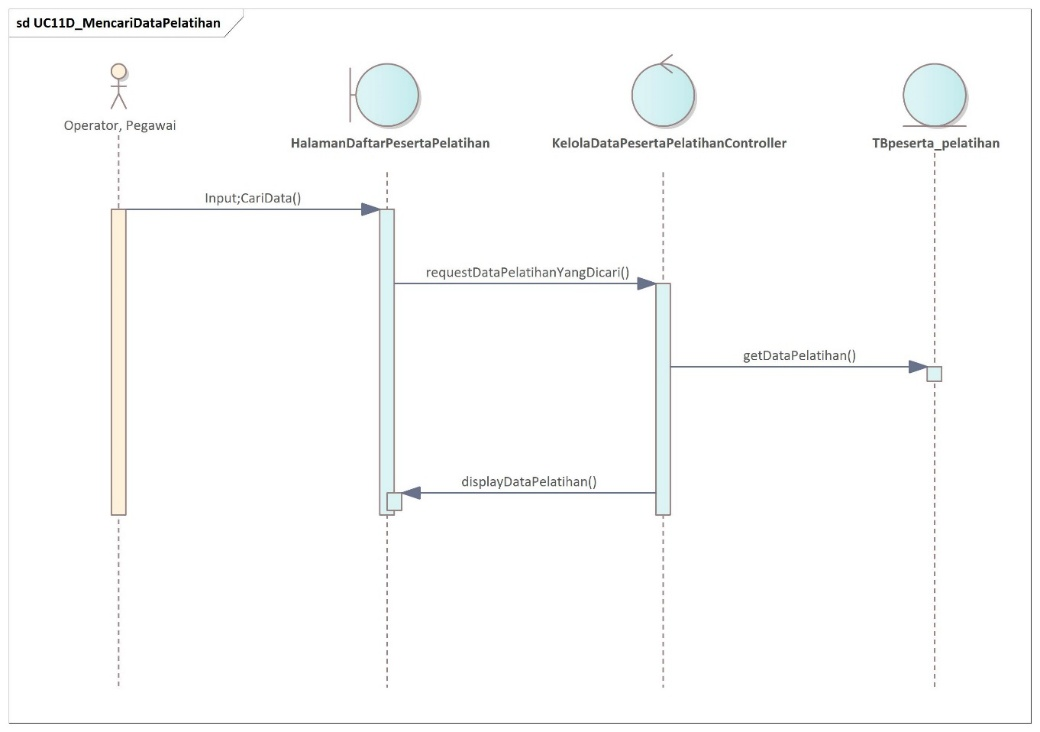 sd UC11D_MencariDataPelatihan
Operator, Pegawai
HalamanDaftarPesertaPelatihan
KelolaDataPesertaPelatihanController
TBpeserta_pelatihan
Input;CariData()
requestDataPelatihanYangDicari()
getDataPelatihan()
displayDataPelatihan()